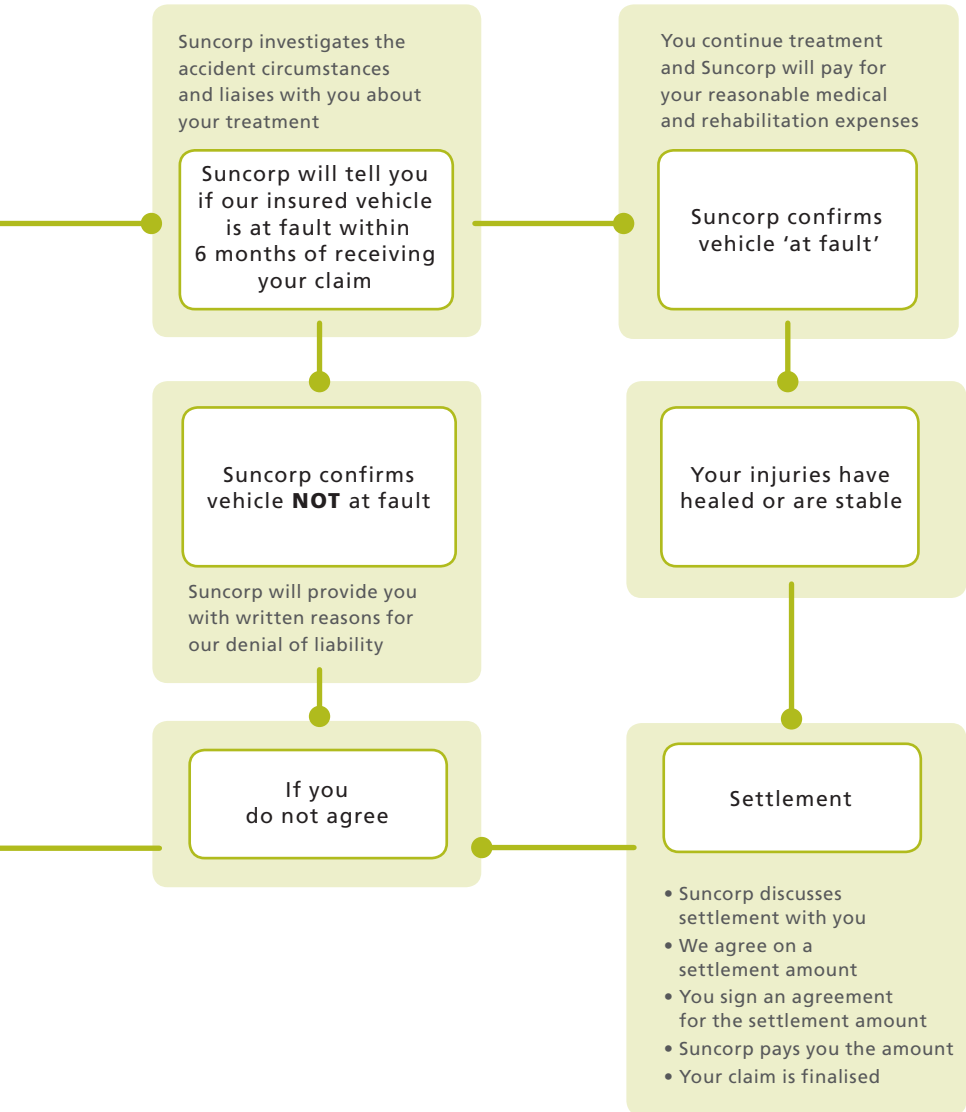 Suncorp investigates the
accident circumstances
and liaises with you about
your treatment
Suncorp will tell you
if our insured vehicle
is at fault within
6 months of receiving
your claim
You continue treatment
and Suncorp will pay for
your reasonable medical
and rehabilitation expenses
Suncorp confirms
vehicle ‘at fault’
Suncorp confirms
vehicle NOT at fault
Suncorp will provide you
with written reasons for
our denial of liability
Your injuries have
healed or are stable
If you
do not agree
Settlement
• Suncorp discusses
settlement with you
• We agree on a
settlement amount
• You sign an agreement
for the settlement amount
• Suncorp pays you the amount
• Your claim is finalised